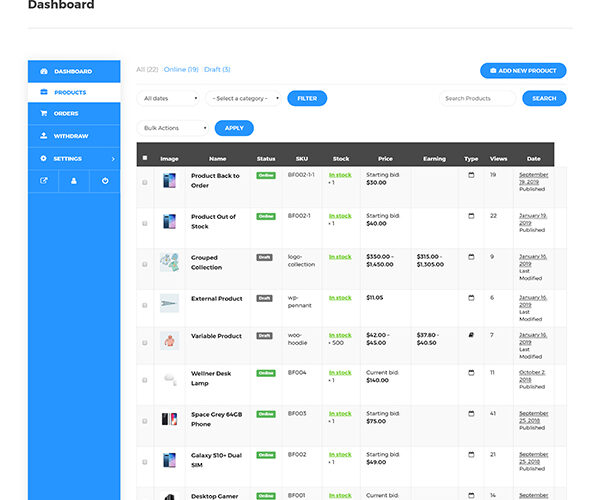 Dashboard
DASHBOARD
PRODUCTS
ORDERS
WITHDRAW
SETTINGS
All (22) Online (19) Draft (3)
ADD NEW PRODUCT
All dates
– Select a category –
FILTER
Search Products
SEARCH
Bulk Actions
APPLY
Image Name Status SKU Stock Price Earning Type Views Date
Product Back to Online BF002-1-1 In stock Starting bid: 19 September
Order × 1 $30.00 19, 2019
Published
Product Out of Online BF002-1 In stock Starting bid: 22 January 19,
Stock × 1 $40.00 2019
Published
Grouped Draft logo- In stock $350.00 – $315.00 – 9 January 16,
Collection collection × 1 $1,450.00 $1,305.00 2019
Last
Modified
External Product Draft wp- In stock $11.05 6 January 16,
pennant × 1 2019
Last
Modified
Variable Product Draft woo- In stock $42.00 – $37.80 – 7 January 16,
hoodie × 500 $45.00 $40.50 2019
Last
Modified
Wellner Desk Online BF004 In stock Current bid: 11 October 2,
Lamp × 1 $140.00 2018
Published
Space Grey 64GB Online BF003 In stock Starting bid: 41 September
Phone × 1 $75.00 25, 2018
Published
Galaxy S10+ Dual Online BF002 In stock Starting bid: 21 September
SIM × 1 $49.00 25, 2018
Published
Desktop Gamer Online BF001 In stock Starting bid: 14 September